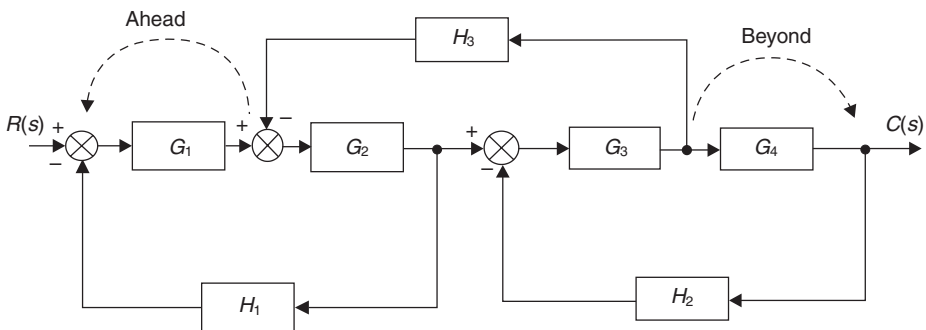 Ahead
H3
Beyond
R(s)
+
−
G1
+
−
G2
+
−
G3
G4
C(s)
H1
H2